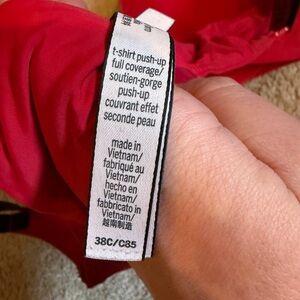 t-shirt push-up
full coverage/
soutien-gorge
push-up
couvrant effet
seconde peau
made in
Vietnam/
fabriqué au
Vietnam/
hecho en
Vietnam/
fabbricato in
Vietnam/
越南制造
38C/C85